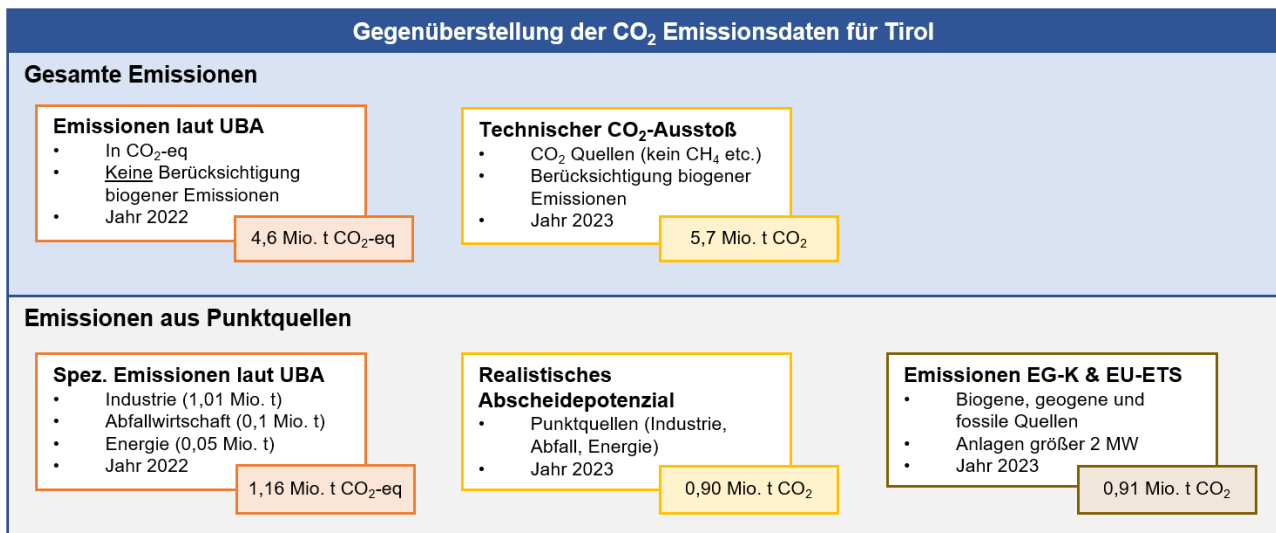 Gegenüberstellung der CO₂ Emissionsdaten für Tirol
Gesamte Emissionen
Emissionen laut UBA
• In CO₂-eq
• Keine Berücksichtigung
biogener Emissionen
• Jahr 2022
4,6 Mio. t CO₂-eq
Technischer CO₂-Ausstoß
• CO₂ Quellen (kein CH₄ etc.)
• Berücksichtigung biogener
Emissionen
• Jahr 2023
5,7 Mio. t CO₂
Emissionen aus Punktquellen
Spez. Emissionen laut UBA
• Industrie (1,01 Mio. t)
• Abfallwirtschaft (0,1 Mio. t)
• Energie (0,05 Mio. t)
• Jahr 2022
1,16 Mio. t CO₂-eq
Realistisches
Abscheidepotenzial
• Punktquellen (Industrie,
Abfall, Energie)
• Jahr 2023
0,90 Mio. t CO₂
Emissionen EG-K & EU-ETS
• Biogene, geogene und
fossile Quellen
• Anlagen größer 2 MW
• Jahr 2023
0,91 Mio. t CO₂